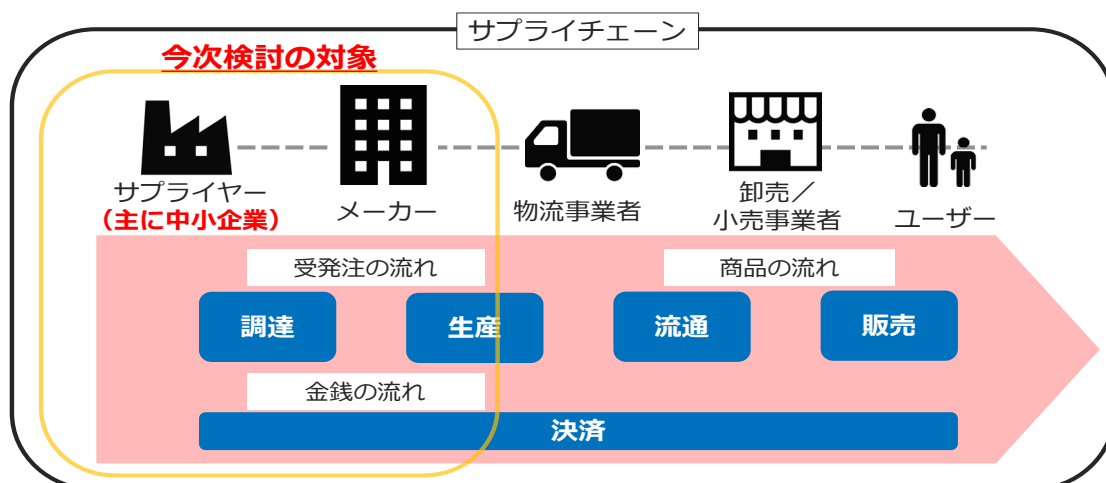 サプライチェーン
今次検討の対象
サプライヤー
（主に中小企業）
メーカー
物流事業者
卸売／
小売事業者
ユーザー
受発注の流れ
商品の流れ
調達
生産
流通
販売
金銭の流れ
決済